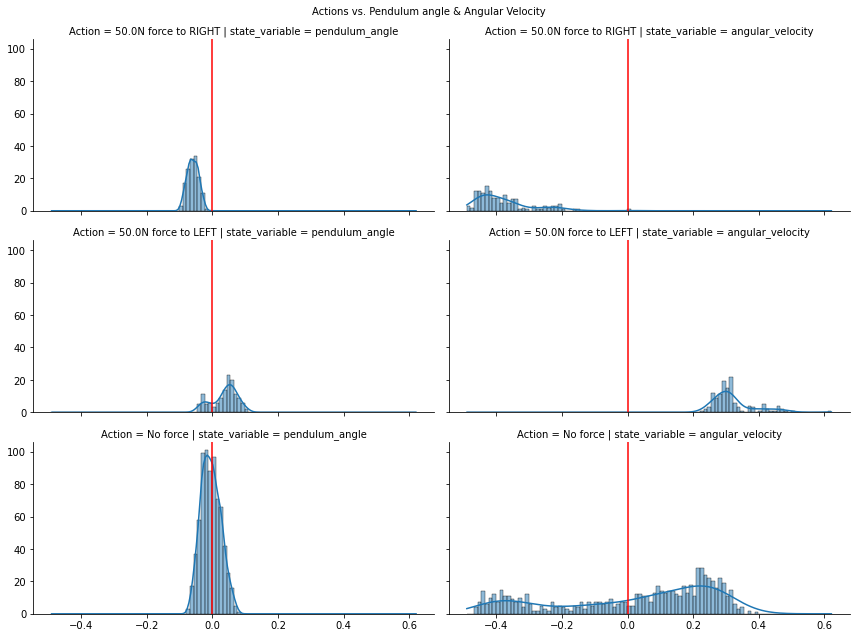 Actions vs. Pendulum angle & Angular Velocity
Action = 50.0N force to RIGHT | state_variable = pendulum_angle
Action = 50.0N force to RIGHT | state_variable = angular_velocity
100
80
60
40
20
0
Action = 50.0N force to LEFT | state_variable = pendulum_angle
Action = 50.0N force to LEFT | state_variable = angular_velocity
100
80
60
40
20
0
Action = No force | state_variable = pendulum_angle
Action = No force | state_variable = angular_velocity
100
80
60
40
20
0
−0.4 −0.2 0.0 0.2 0.4 0.6
−0.4 −0.2 0.0 0.2 0.4 0.6